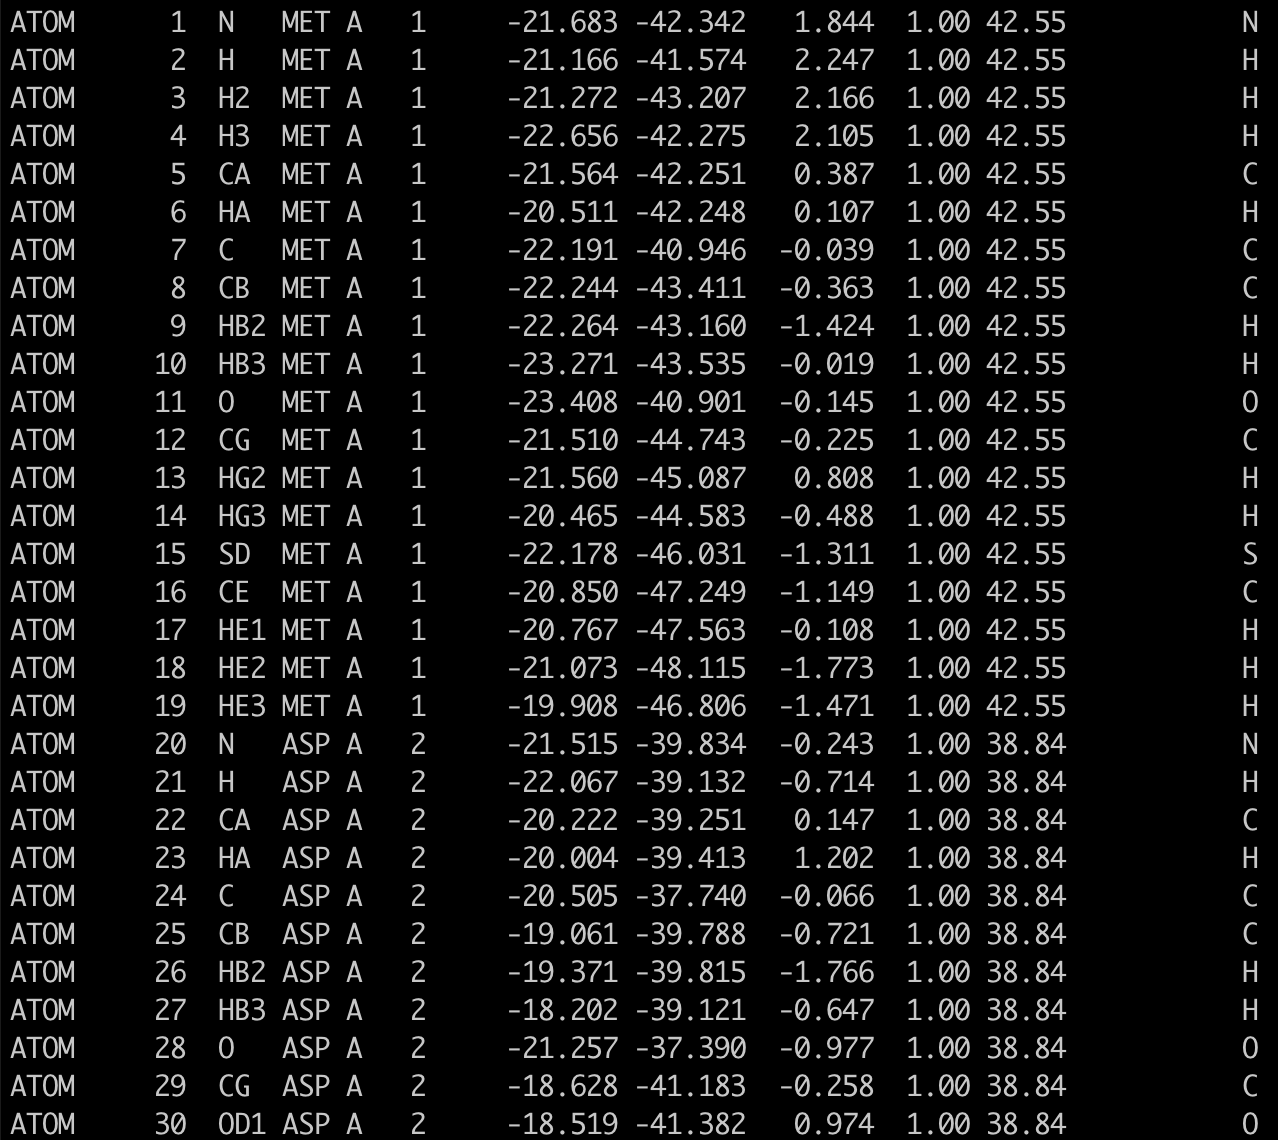 ATOM      1  N   MET A   1     -21.683 -42.342   1.844  1.00 42.55           N
ATOM      2  H   MET A   1     -21.166 -41.574   2.247  1.00 42.55           H
ATOM      3  H2  MET A   1     -21.272 -43.207   2.166  1.00 42.55           H
ATOM      4  H3  MET A   1     -22.656 -42.275   2.105  1.00 42.55           H
ATOM      5  CA  MET A   1     -21.564 -42.251   0.387  1.00 42.55           C
ATOM      6  HA  MET A   1     -20.511 -42.248   0.107  1.00 42.55           H
ATOM      7  C   MET A   1     -22.191 -40.946  -0.039  1.00 42.55           C
ATOM      8  CB  MET A   1     -22.244 -43.411  -0.363  1.00 42.55           C
ATOM      9  HB2 MET A   1     -22.264 -43.160  -1.424  1.00 42.55           H
ATOM     10  HB3 MET A   1     -23.271 -43.535  -0.019  1.00 42.55           H
ATOM     11  O   MET A   1     -23.408 -40.901  -0.145  1.00 42.55           O
ATOM     12  CG  MET A   1     -21.510 -44.743  -0.225  1.00 42.55           C
ATOM     13  HG2 MET A   1     -21.560 -45.087   0.808  1.00 42.55           H
ATOM     14  HG3 MET A   1     -20.465 -44.583  -0.488  1.00 42.55           H
ATOM     15  SD  MET A   1     -22.178 -46.031  -1.311  1.00 42.55           S
ATOM     16  CE  MET A   1     -20.850 -47.249  -1.149  1.00 42.55           C
ATOM     17  HE1 MET A   1     -20.767 -47.563  -0.108  1.00 42.55           H
ATOM     18  HE2 MET A   1     -21.073 -48.115  -1.773  1.00 42.55           H
ATOM     19  HE3 MET A   1     -19.908 -46.806  -1.471  1.00 42.55           H
ATOM     20  N   ASP A   2     -21.515 -39.834  -0.243  1.00 38.84           N
ATOM     21  H   ASP A   2     -22.067 -39.132  -0.714  1.00 38.84           H
ATOM     22  CA  ASP A   2     -20.222 -39.251   0.147  1.00 38.84           C
ATOM     23  HA  ASP A   2     -20.004 -39.413   1.202  1.00 38.84           H
ATOM     24  C   ASP A   2     -20.505 -37.740  -0.066  1.00 38.84           C
ATOM     25  CB  ASP A   2     -19.061 -39.788  -0.721  1.00 38.84           C
ATOM     26  HB2 ASP A   2     -19.371 -39.815  -1.766  1.00 38.84           H
ATOM     27  HB3 ASP A   2     -18.202 -39.121  -0.647  1.00 38.84           H
ATOM     28  O   ASP A   2     -21.257 -37.390  -0.977  1.00 38.84           O
ATOM     29  CG  ASP A   2     -18.628 -41.183  -0.258  1.00 38.84           C
ATOM     30  OD1 ASP A   2     -18.519 -41.382   0.974  1.00 38.84           O